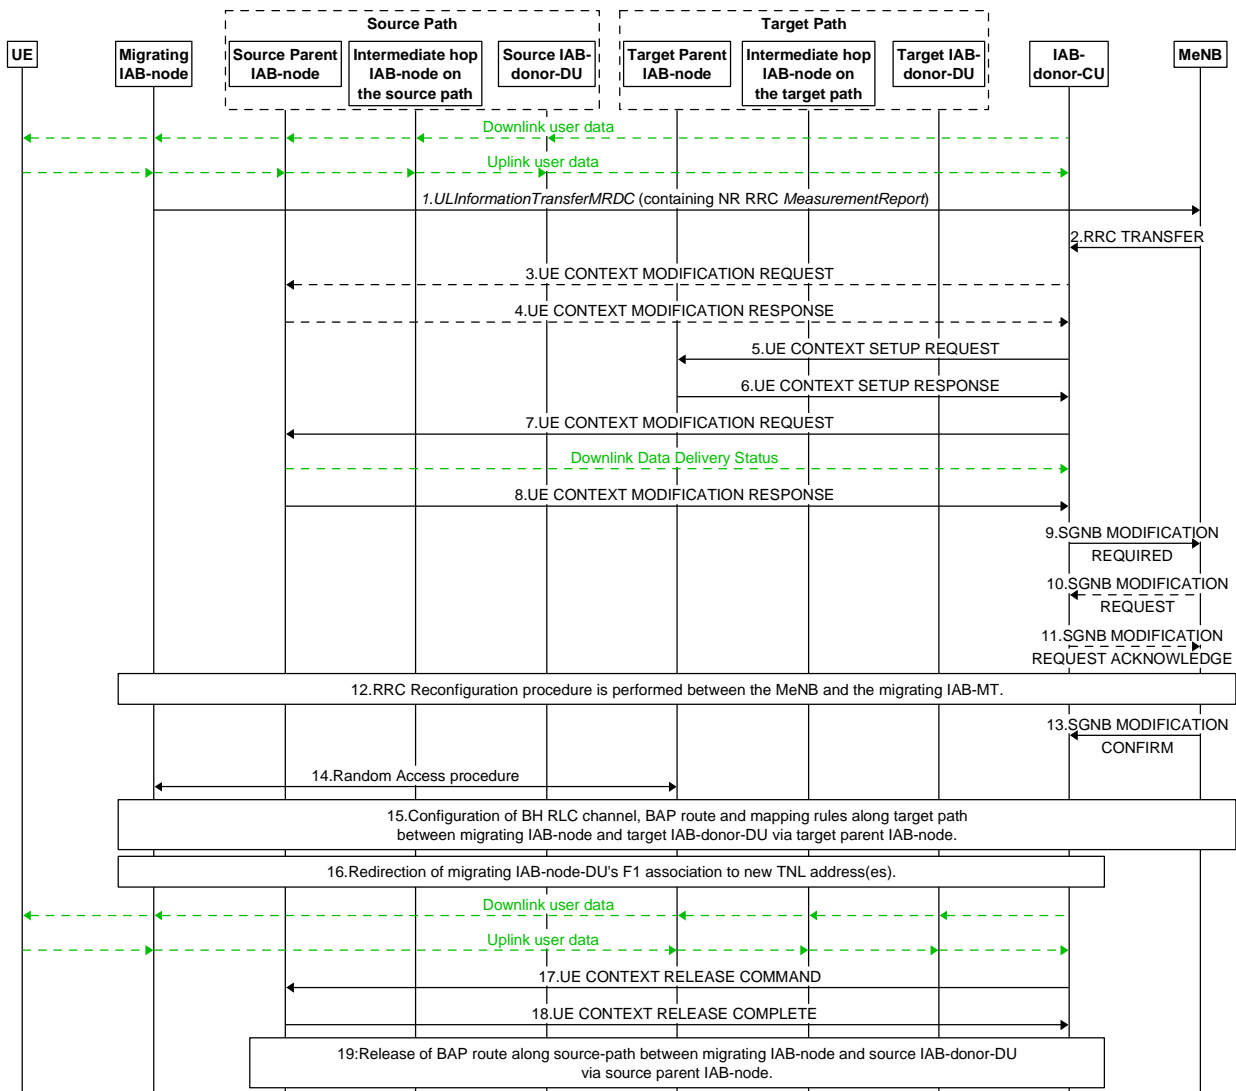 Source Path
Target Path
UE
Migrating
IAB-node
Source Parent
IAB-node
Intermediate hop
IAB-node on
the source path
Source IAB-
donor-DU
Target Parent
IAB-node
Intermediate hop
IAB-node on
the target path
Target IAB-
donor-DU
IAB-
donor-CU
MeNB
Downlink user data
Uplink user data
1.ULInformationTransferMRDC (containing NR RRC MeasurementReport)
2.RRC TRANSFER
3.UE CONTEXT MODIFICATION REQUEST
4.UE CONTEXT MODIFICATION RESPONSE
5.UE CONTEXT SETUP REQUEST
6.UE CONTEXT SETUP RESPONSE
7.UE CONTEXT MODIFICATION REQUEST
Downlink Data Delivery Status
8.UE CONTEXT MODIFICATION RESPONSE
9.SGNB MODIFICATION
REQUIRED
10.SGNB MODIFICATION
REQUEST
11.SGNB MODIFICATION
REQUEST ACKNOWLEDGE
12.RRC Reconfiguration procedure is performed between the MeNB and the migrating IAB-MT.
13.SGNB MODIFICATION
CONFIRM
14.Random Access procedure
15.Configuration of BH RLC channel, BAP route and mapping rules along target path
between migrating IAB-node and target IAB-donor-DU via target parent IAB-node.
16.Redirection of migrating IAB-node-DU's F1 association to new TNL address(es).
Downlink user data
Uplink user data
17.UE CONTEXT RELEASE COMMAND
18.UE CONTEXT RELEASE COMPLETE
19:Release of BAP route along source-path between migrating IAB-node and source IAB-donor-DU
via source parent IAB-node.